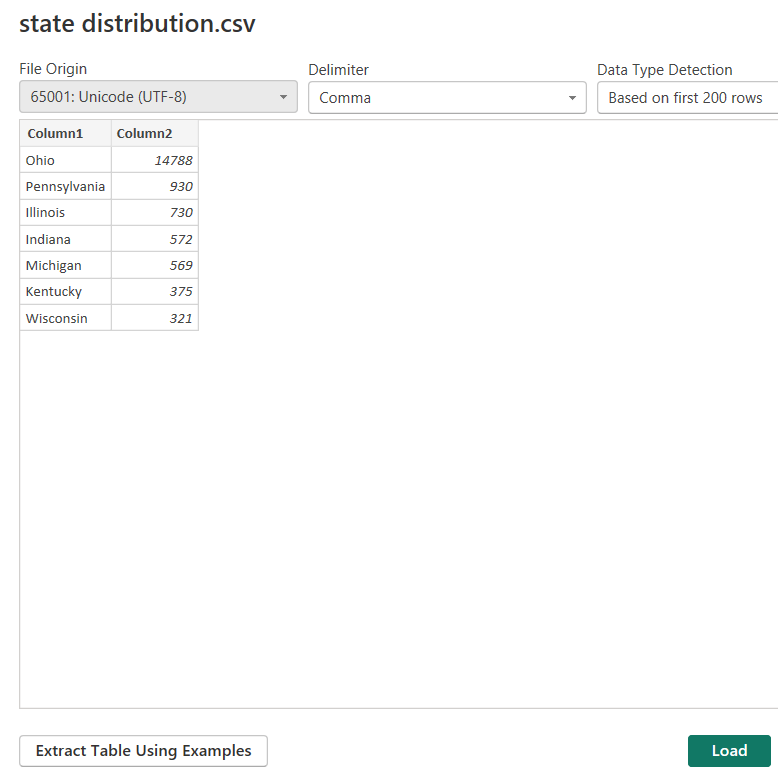 state distribution.csv
File Origin Delimiter Data Type Detection
65001: Unicode (UTF-8) Comma Based on first 200 rows
Column1 Column2
Ohio 14788
Pennsylvania 930
Illinois 730
Indiana 572
Michigan 569
Kentucky 375
Wisconsin 321
Extract Table Using Examples Load